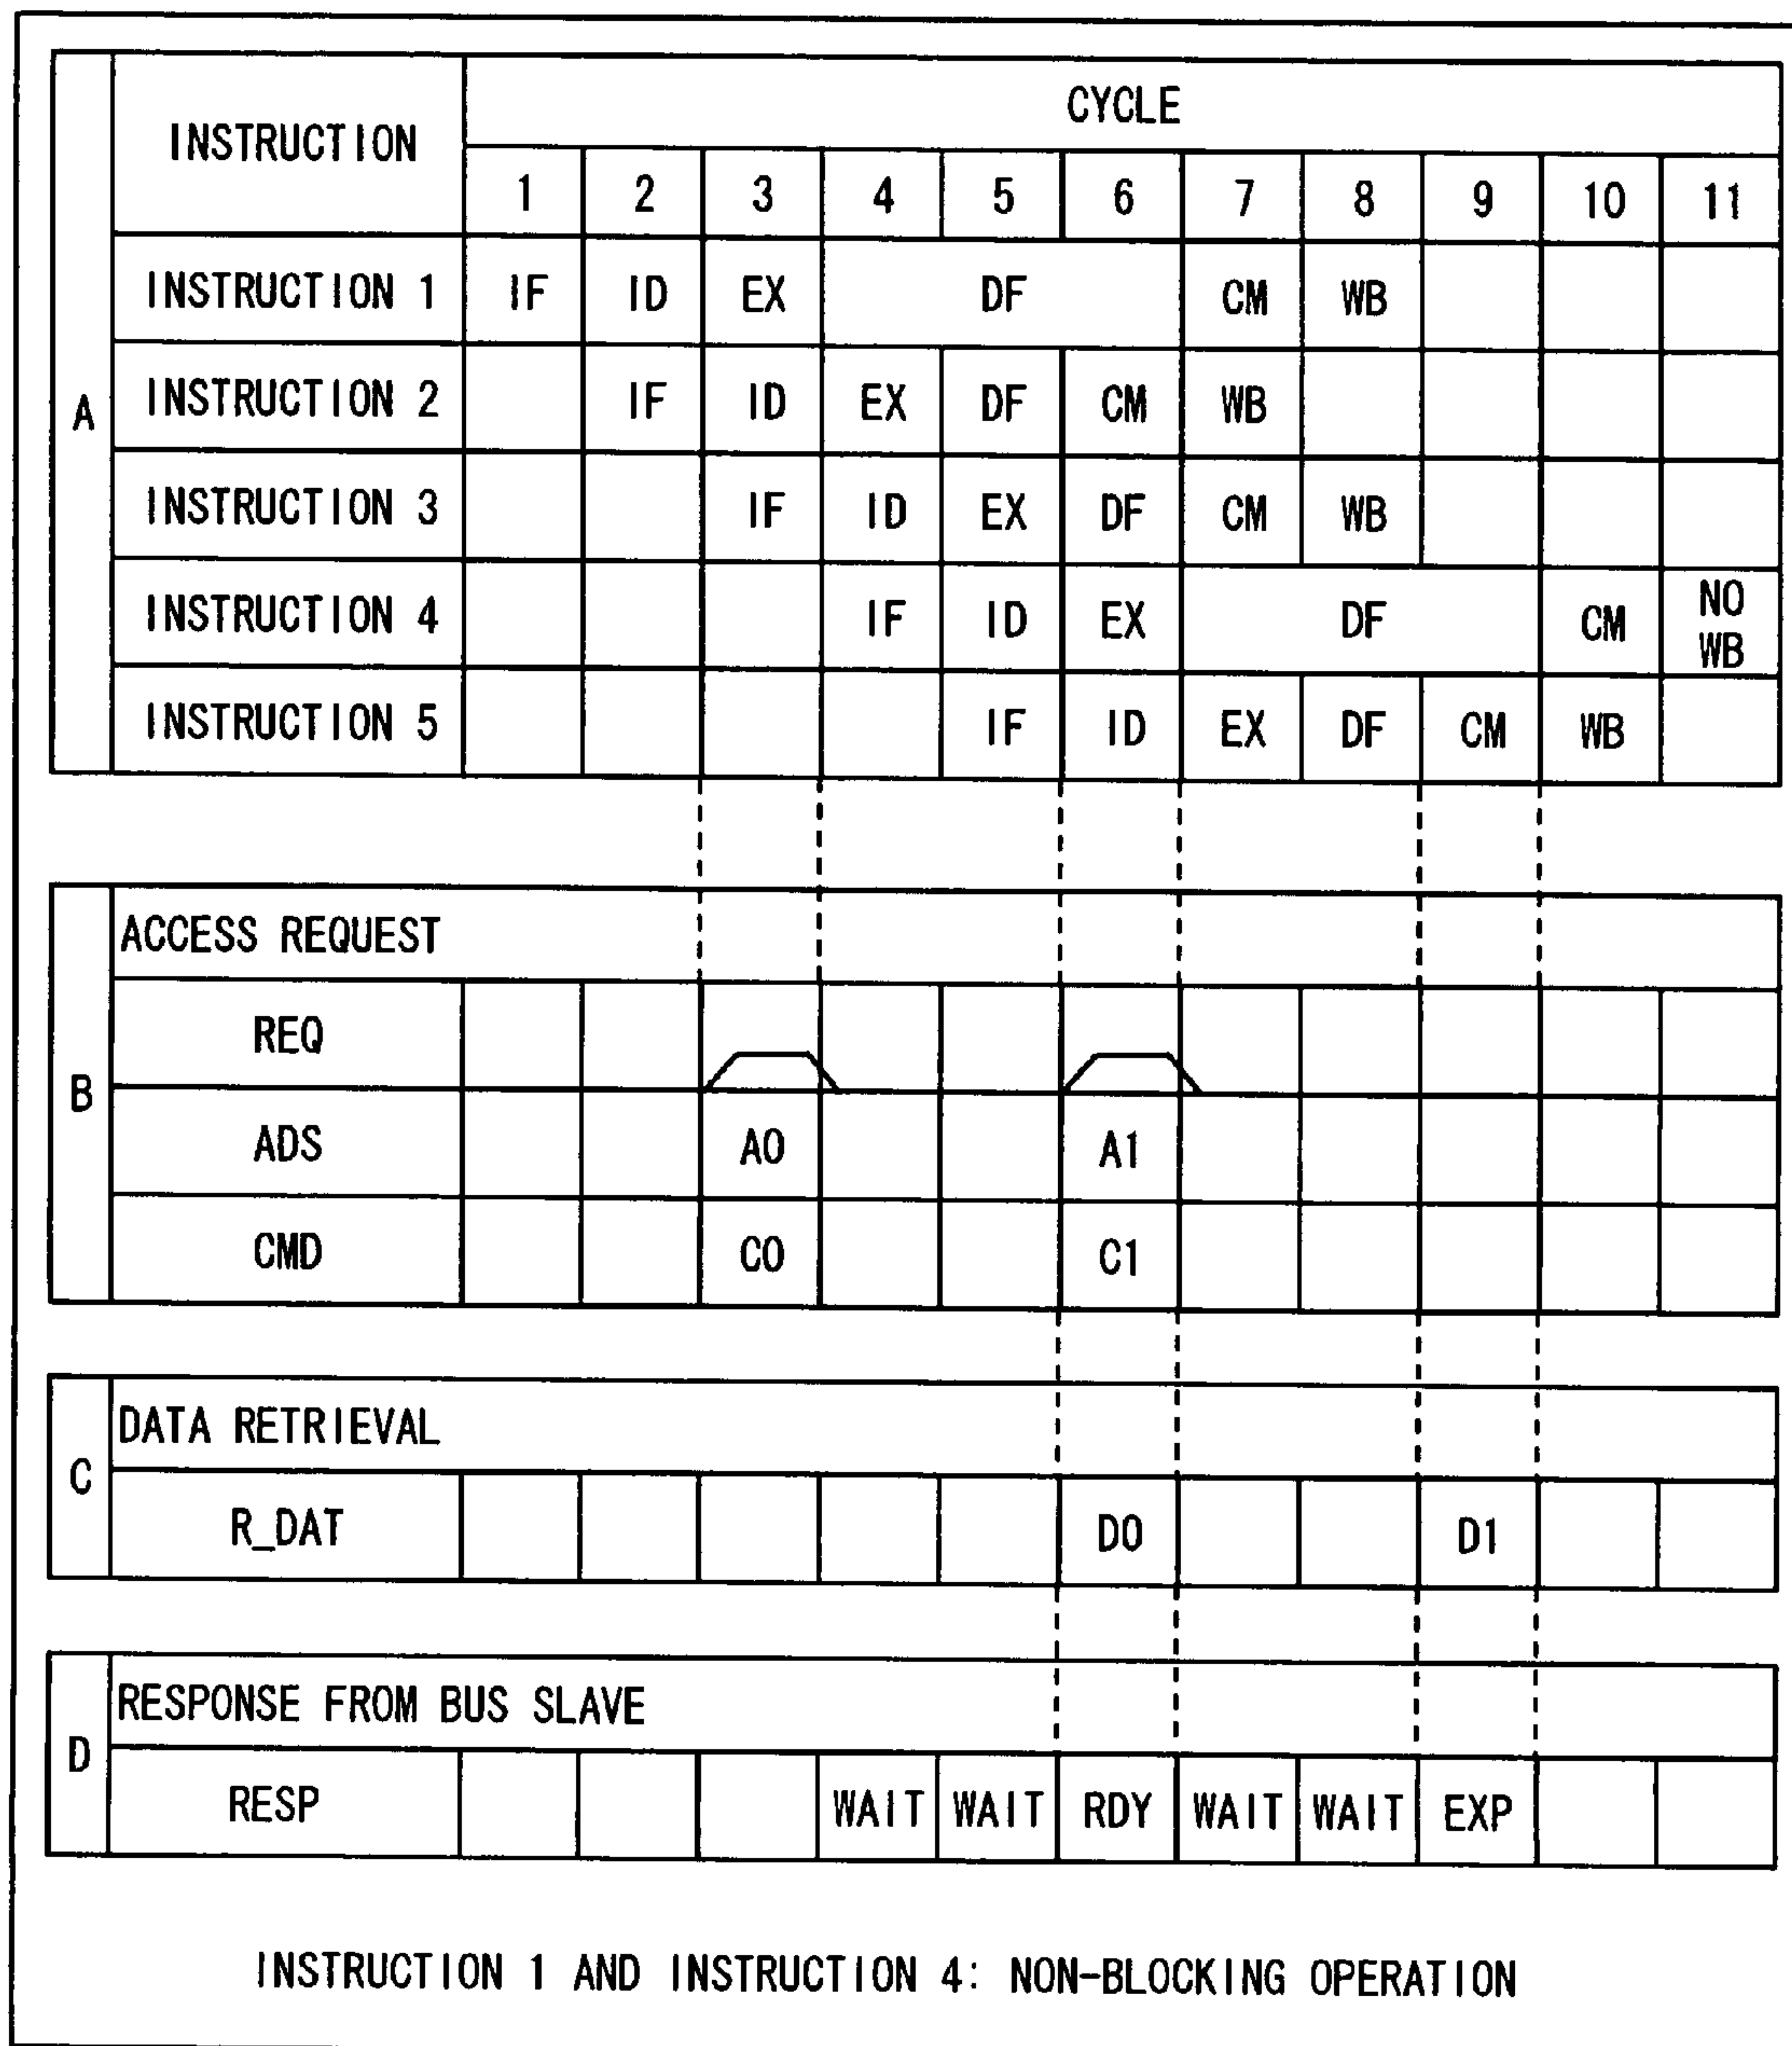 A
INSTRUCTION
CYCLE
1 2 3 4 5 6 7 8 9 10 11
INSTRUCTION 1 IF ID EX DF CM WB
INSTRUCTION 2 IF ID EX DF CM WB
INSTRUCTION 3 IF ID EX DF CM WB
INSTRUCTION 4 IF ID EX DF CM NO WB
INSTRUCTION 5 IF ID EX DF CM WB
B
ACCESS REQUEST
REQ
ADS A0 A1
CMD C0 C1
C
DATA RETRIEVAL
R_DAT D0 D1
D
RESPONSE FROM BUS SLAVE
RESP WAIT WAIT RDY WAIT WAIT EXP
INSTRUCTION 1 AND INSTRUCTION 4: NON-BLOCKING OPERATION